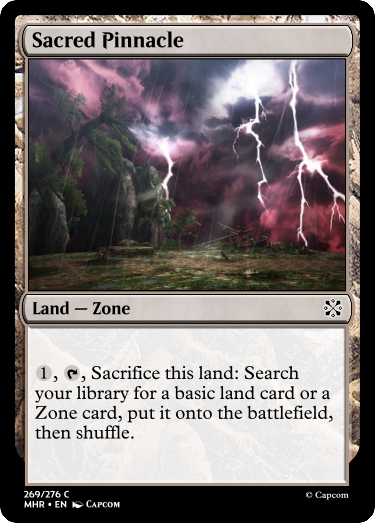 Sacred Pinnacle
Land — Zone
1, T, Sacrifice this land: Search
your library for a basic land card or a
Zone card, put it onto the battlefield,
then shuffle.
269/276 C
MHR • EN Capcom
© Capcom